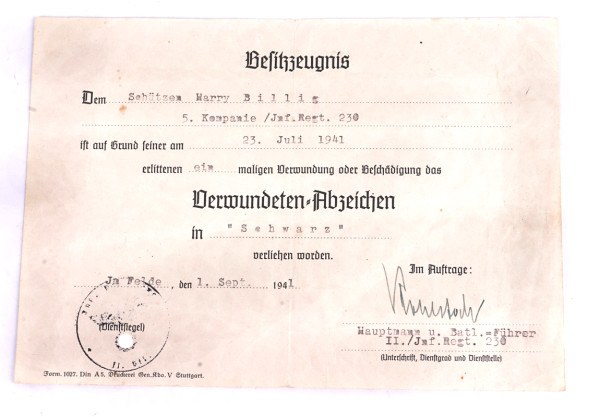 Besitzzeugnis
Dem Schützen Harry Billig
5. Kompanie /Inf.Regt. 230
ist auf Grund seiner am 23. Juli 1941
erlittenen ein maligen Verwundung oder Beschädigung das
Verwundeten-Abzeichen
in "Schwarz"
verliehen worden.
Im Felde, den 1. Sept. 1941
Im Auftrage:
(Dienstsiegel)
II. Btl.
Hauptmann u. Batl.=Führer
II./Inf.Regt. 230
(Unterschrift, Dienstgrad und Dienststelle)
Form. 1027. Din A 5. Druckerei Gen.Kdo. V Stuttgart.